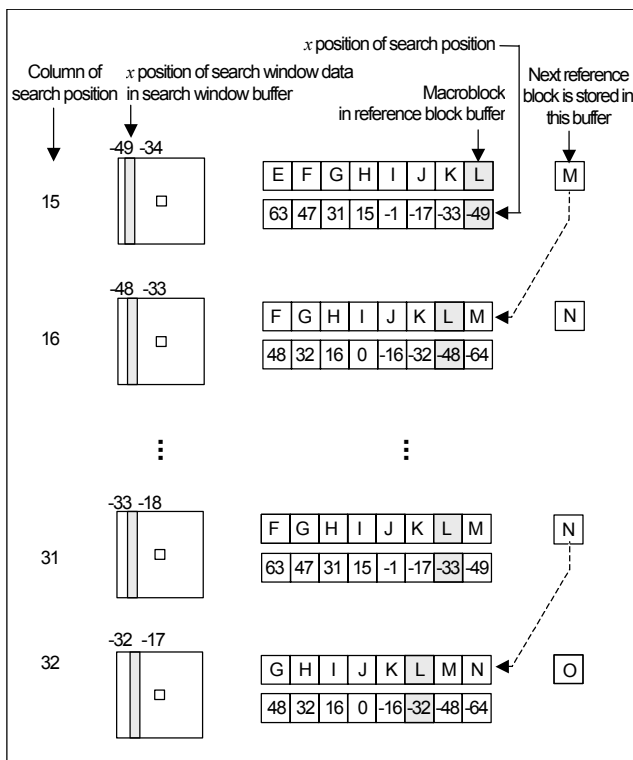 x position of search position
Column of search position
x position of search window data in search window buffer
Macroblock in reference block buffer
Next reference block is stored in this buffer
-49 -34
15
E F G H I J K L
M
63 47 31 15 -1 -17 -33 -49
-48 -33
16
F G H I J K L M
N
48 32 16 0 -16 -32 -48 -64
-33 -18
31
F G H I J K L M
N
63 47 31 15 -1 -17 -33 -49
-32 -17
32
G H I J K L M N
O
48 32 16 0 -16 -32 -48 -64